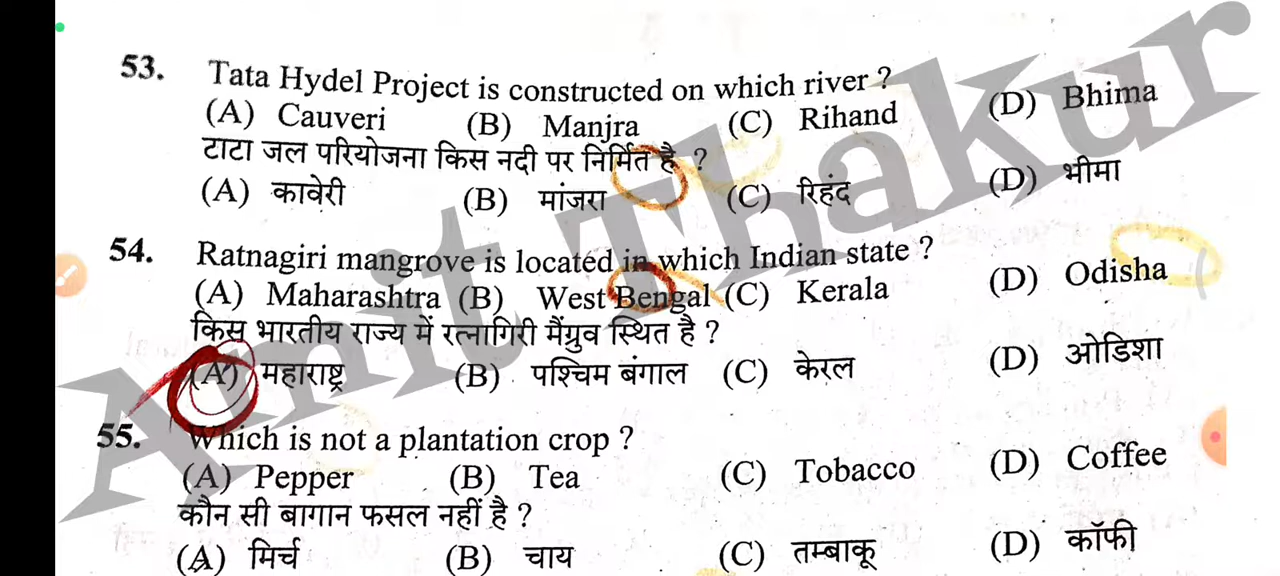 53. Tata Hydel Project is constructed on which river ?
(A) Cauveri (B) Manjra (C) Rihand (D) Bhima
टाटा जल परियोजना किस नदी पर निर्मित है ?
(A) कावेरी (B) मांजरा (C) रिहंद (D) भीमा
54. Ratnagiri mangrove is located in which Indian state ?
(A) Maharashtra (B) West Bengal (C) Kerala (D) Odisha
किस भारतीय राज्य में रत्नागिरी मैंग्रुव स्थित है ?
(A) महाराष्ट्र (B) पश्चिम बंगाल (C) केरल (D) ओडिशा
55. Which is not a plantation crop ?
(A) Pepper (B) Tea (C) Tobacco (D) Coffee
कौन सी बागान फसल नहीं है ?
(A) मिर्च (B) चाय (C) तम्बाकू (D) कॉफी
Amit Thakur